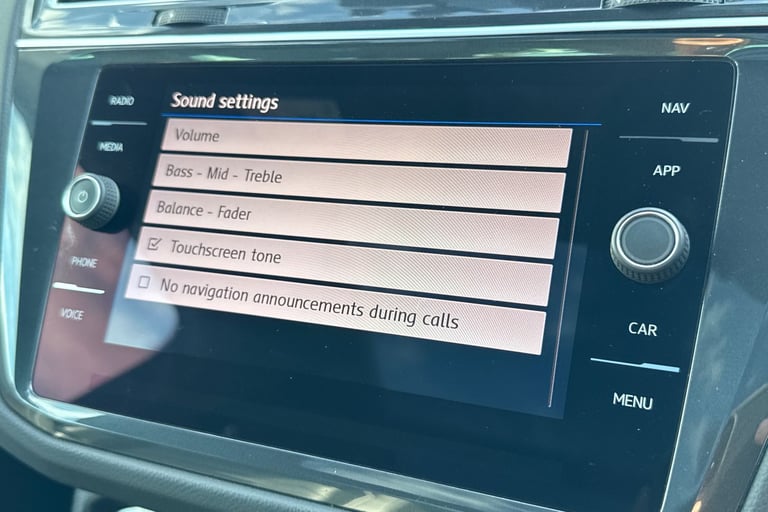 Sound settings
Volume
Bass - Mid - Treble
Balance - Fader
Touchscreen tone
No navigation announcements during calls
RADIO
MEDIA
PHONE
VOICE
NAV
APP
CAR
MENU